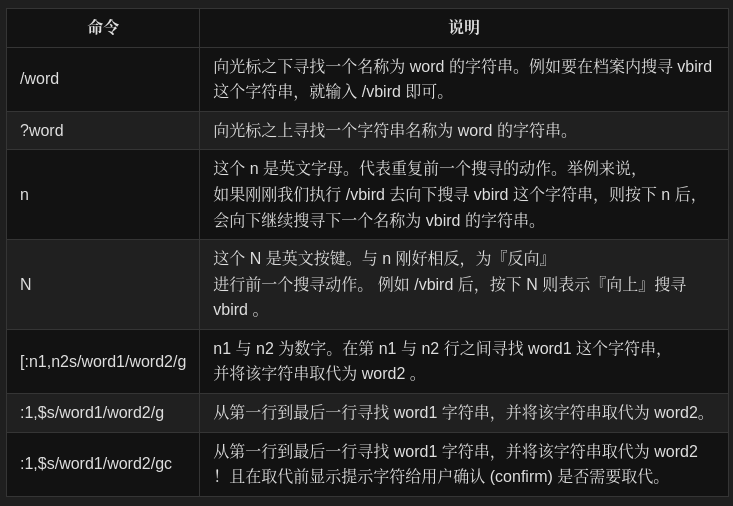 命令
说明
/word
向光标之下寻找一个名称为 word 的字符串。例如要在档案内搜寻 vbird
这个字符串，就输入 /vbird 即可。
?word
向光标之上寻找一个字符串名称为 word 的字符串。
n
这个 n 是英文字母。代表重复前一个搜寻的动作。举例来说，
如果刚刚我们执行 /vbird 去向下搜寻 vbird 这个字符串，则按下 n 后，
会向下继续搜寻下一个名称为 vbird 的字符串。
N
这个 N 是英文按键。与 n 刚好相反，为『反向』
进行前一个搜寻动作。 例如 /vbird 后，按下 N 则表示『向上』搜寻
vbird 。
[:n1,n2s/word1/word2/g
n1 与 n2 为数字。在第 n1 与 n2 行之间寻找 word1 这个字符串，
并将该字符串取代为 word2 。
:1,$s/word1/word2/g
从第一行到最后一行寻找 word1 字符串，并将该字符串取代为 word2。
:1,$s/word1/word2/gc
从第一行到最后一行寻找 word1 字符串，并将该字符串取代为 word2
！且在取代前显示提示字符给用户确认 (confirm) 是否需要取代。